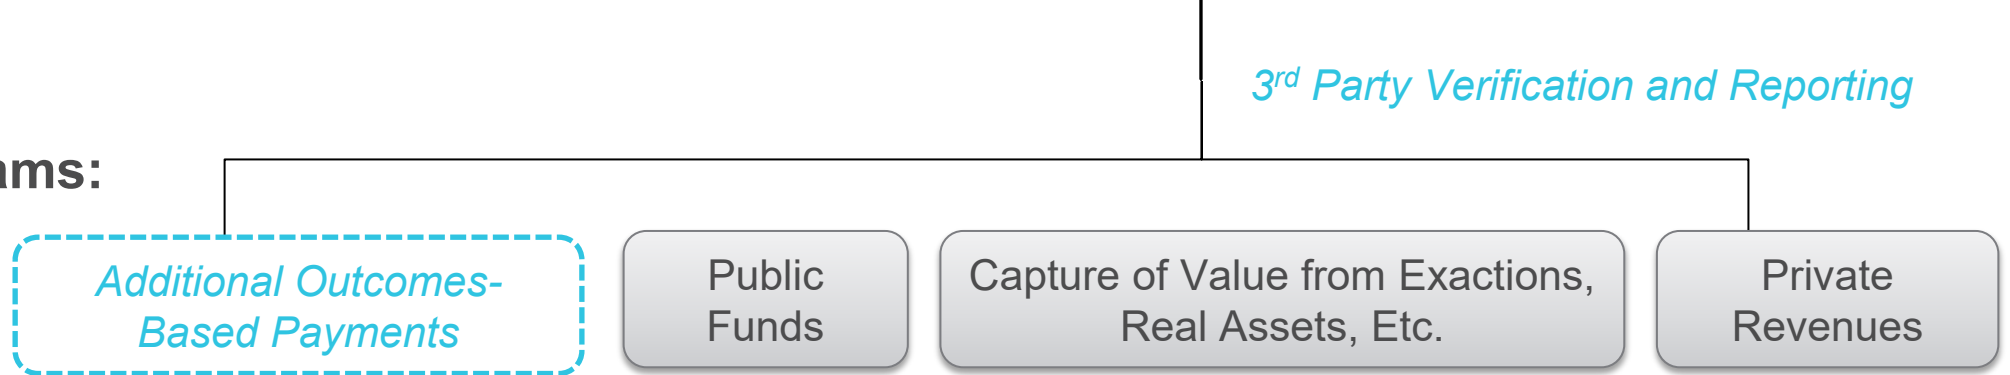 3rd Party Verification and Reporting
ams:
Additional Outcomes-
Based Payments
Public
Funds
Capture of Value from Exactions,
Real Assets, Etc.
Private
Revenues